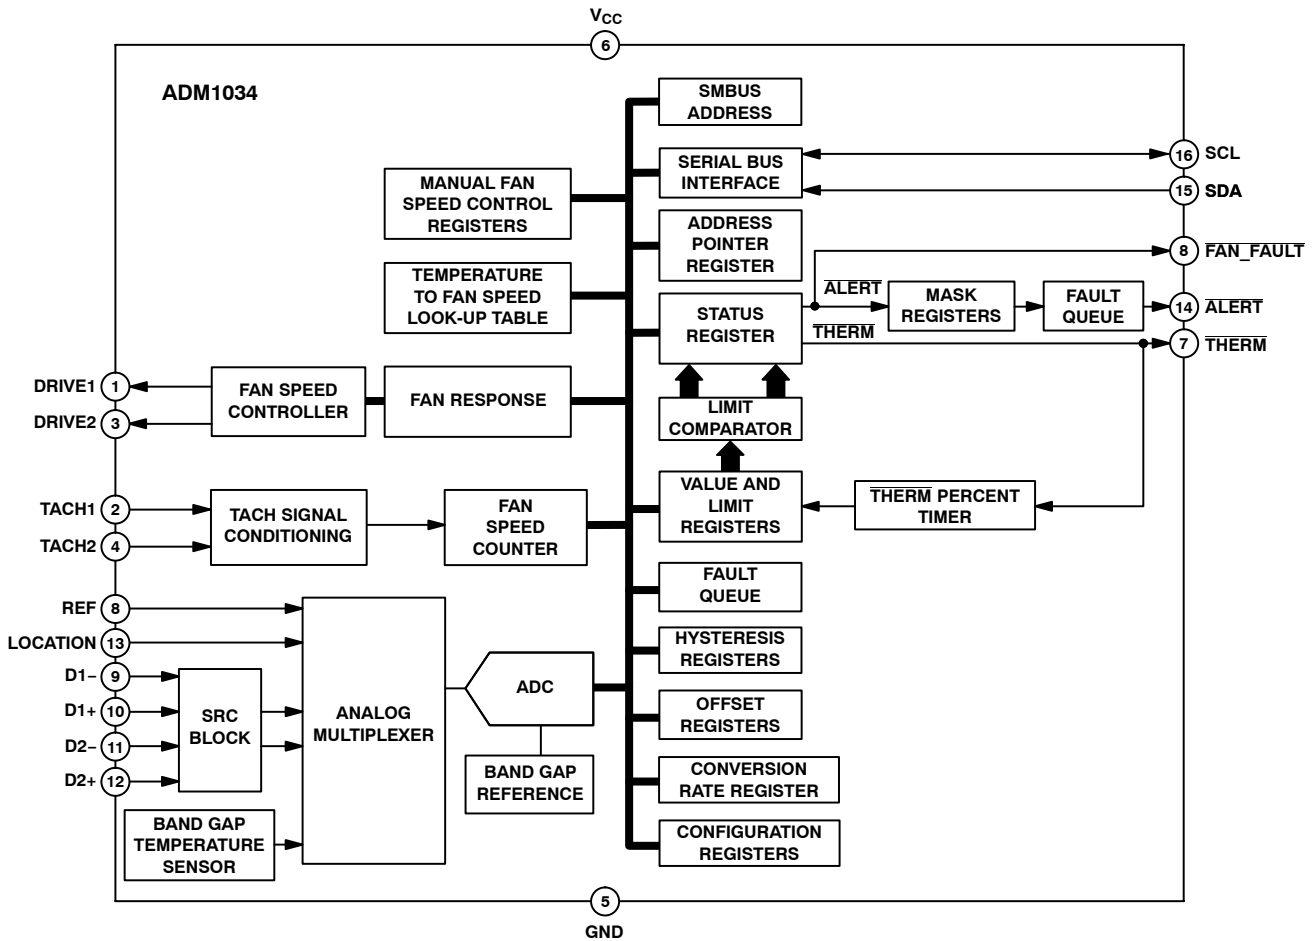 V_CC
6
ADM1034
SMBUS
ADDRESS
SERIAL BUS
INTERFACE
16 SCL
15 SDA
MANUAL FAN
SPEED CONTROL
REGISTERS
ADDRESS
POINTER
REGISTER
8 FAN_FAULT
TEMPERATURE
TO FAN SPEED
LOOK-UP TABLE
STATUS
REGISTER
ALERT
MASK
REGISTERS
FAULT
QUEUE
14 ALERT
THERM
7 THERM
DRIVE1 1
DRIVE2 3
FAN SPEED
CONTROLLER
FAN RESPONSE
LIMIT
COMPARATOR
TACH1 2
TACH2 4
TACH SIGNAL
CONDITIONING
FAN
SPEED
COUNTER
VALUE AND
LIMIT
REGISTERS
THERM PERCENT
TIMER
FAULT
QUEUE
REF 8
LOCATION 13
D1– 9
D1+ 10
D2– 11
D2+ 12
SRC
BLOCK
ANALOG
MULTIPLEXER
ADC
HYSTERESIS
REGISTERS
OFFSET
REGISTERS
BAND GAP
REFERENCE
CONVERSION
RATE REGISTER
BAND GAP
TEMPERATURE
SENSOR
CONFIGURATION
REGISTERS
5
GND